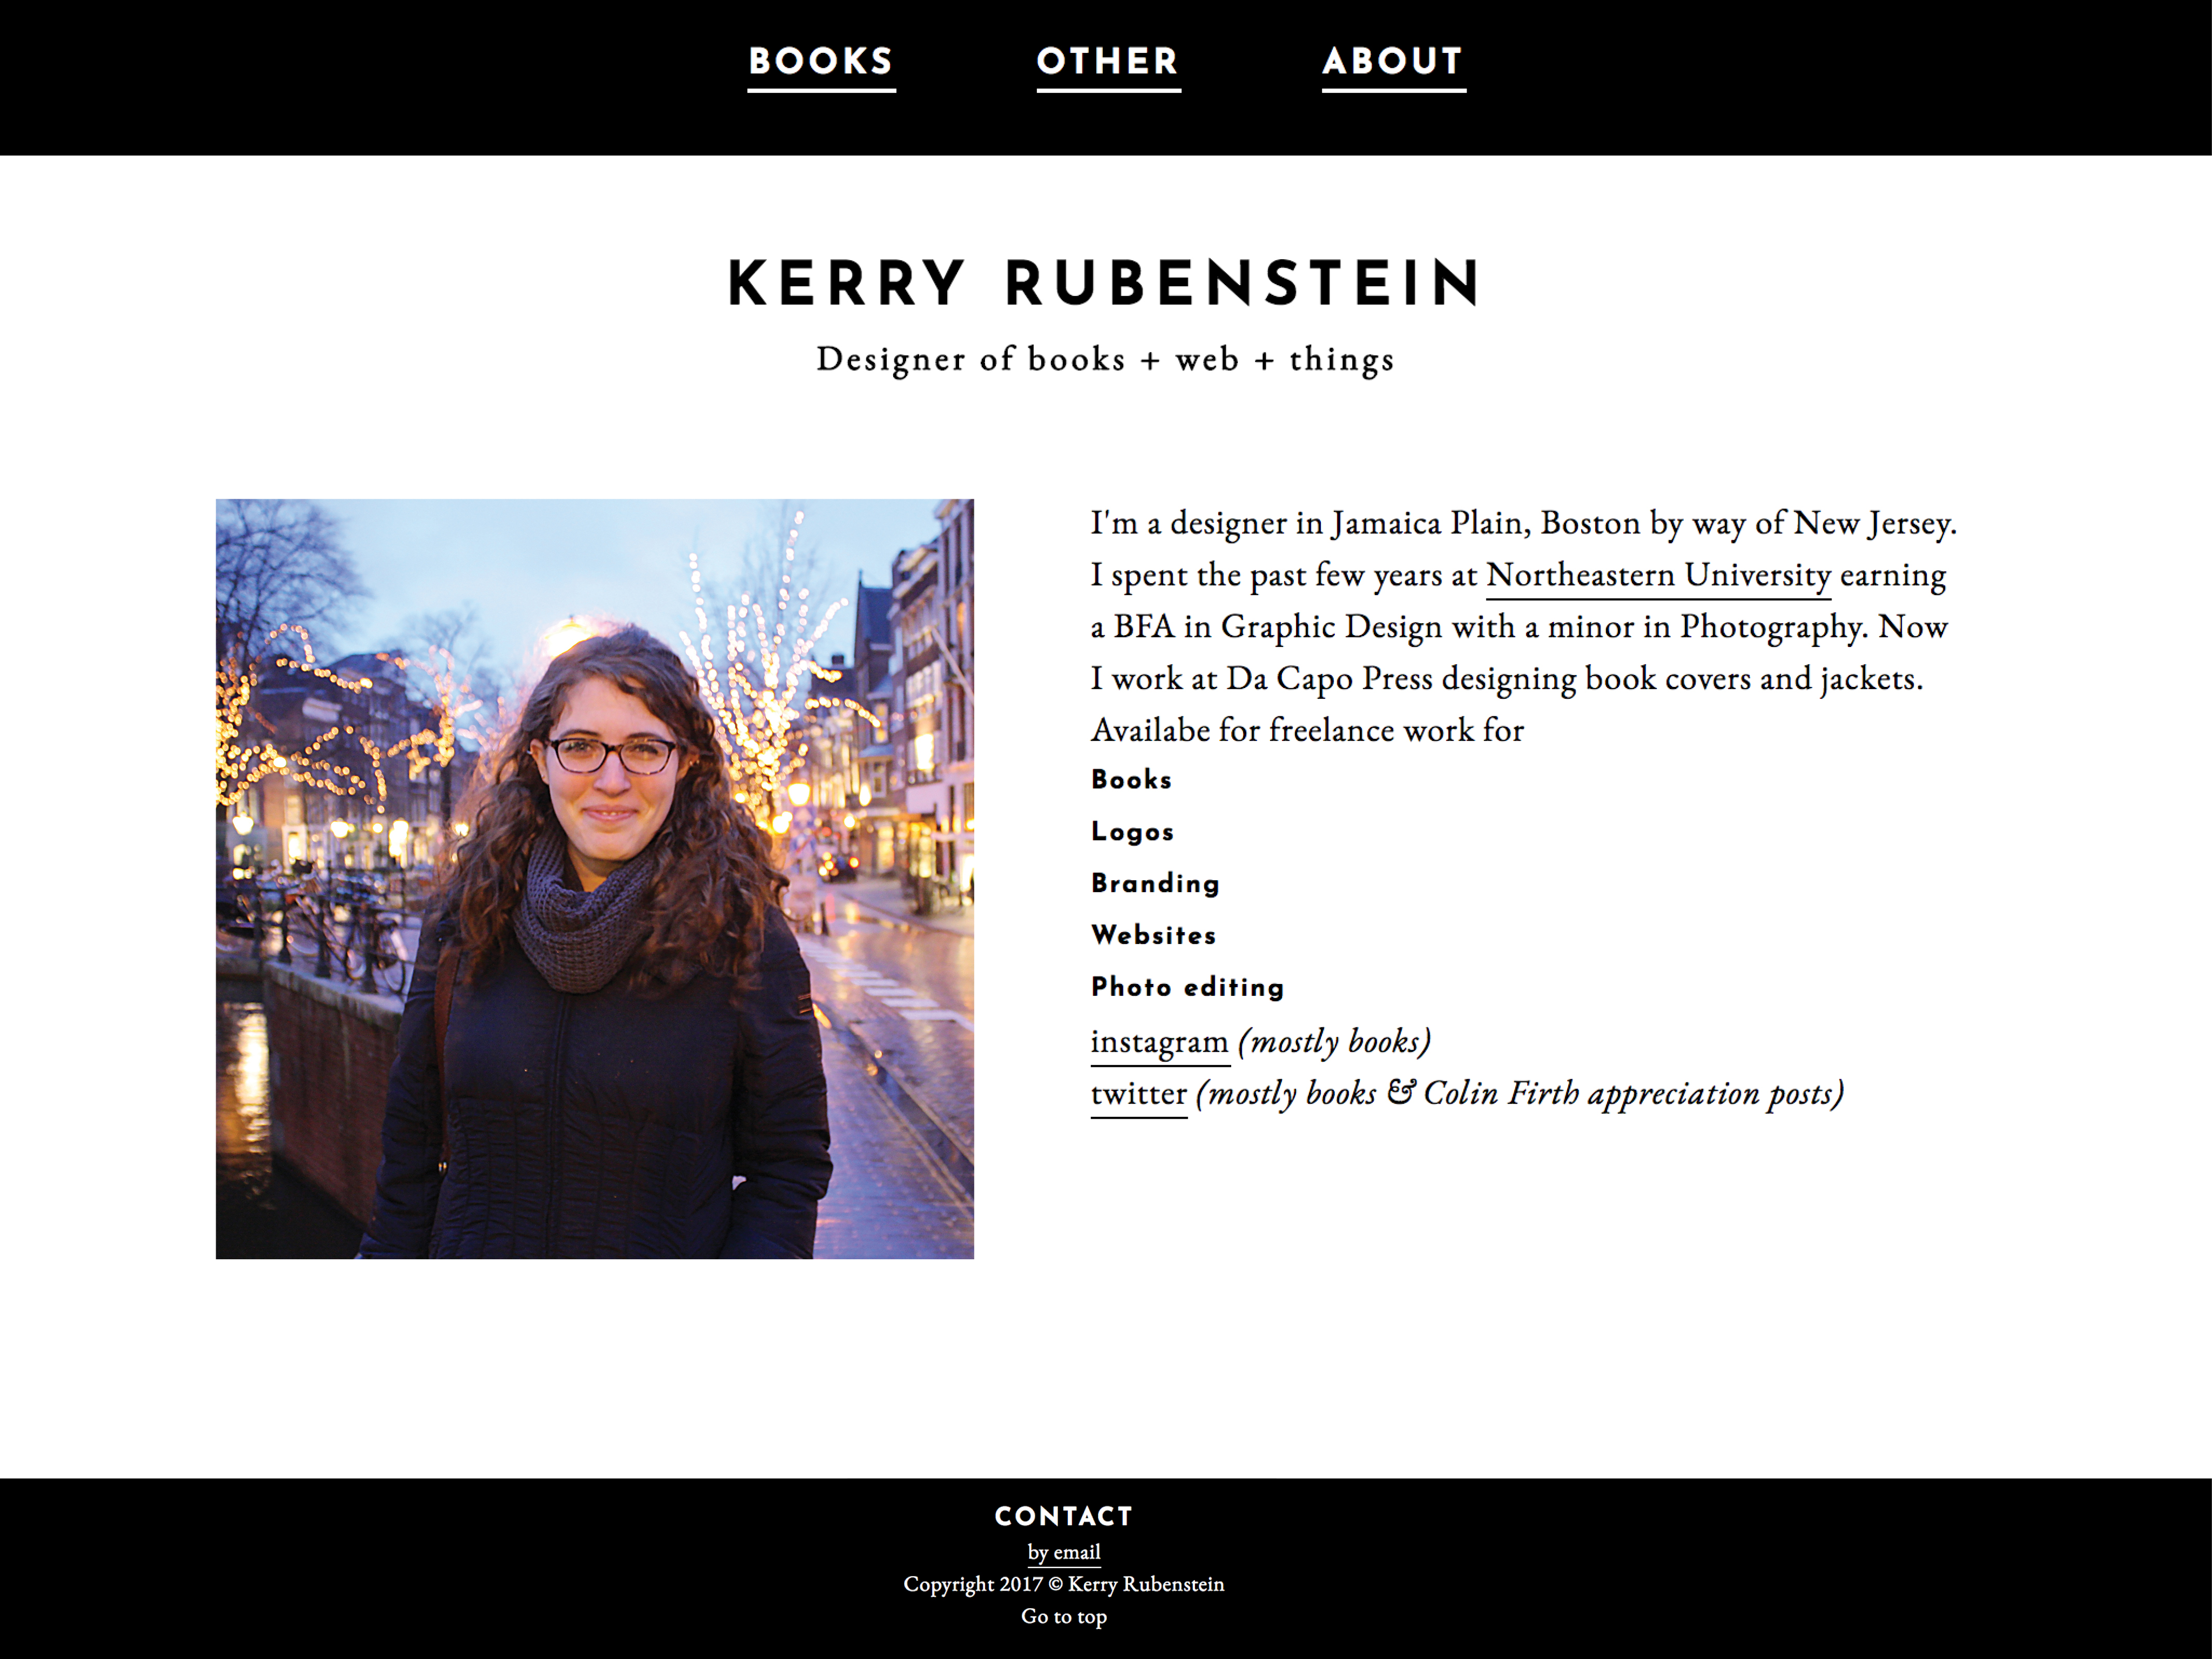 BOOKS OTHER ABOUT
KERRY RUBENSTEIN
Designer of books + web + things
I'm a designer in Jamaica Plain, Boston by way of New Jersey.
I spent the past few years at Northeastern University earning
a BFA in Graphic Design with a minor in Photography. Now
I work at Da Capo Press designing book covers and jackets.
Availabe for freelance work for
Books
Logos
Branding
Websites
Photo editing
instagram (mostly books)
twitter (mostly books & Colin Firth appreciation posts)
CONTACT
by email
Copyright 2017 © Kerry Rubenstein
Go to top